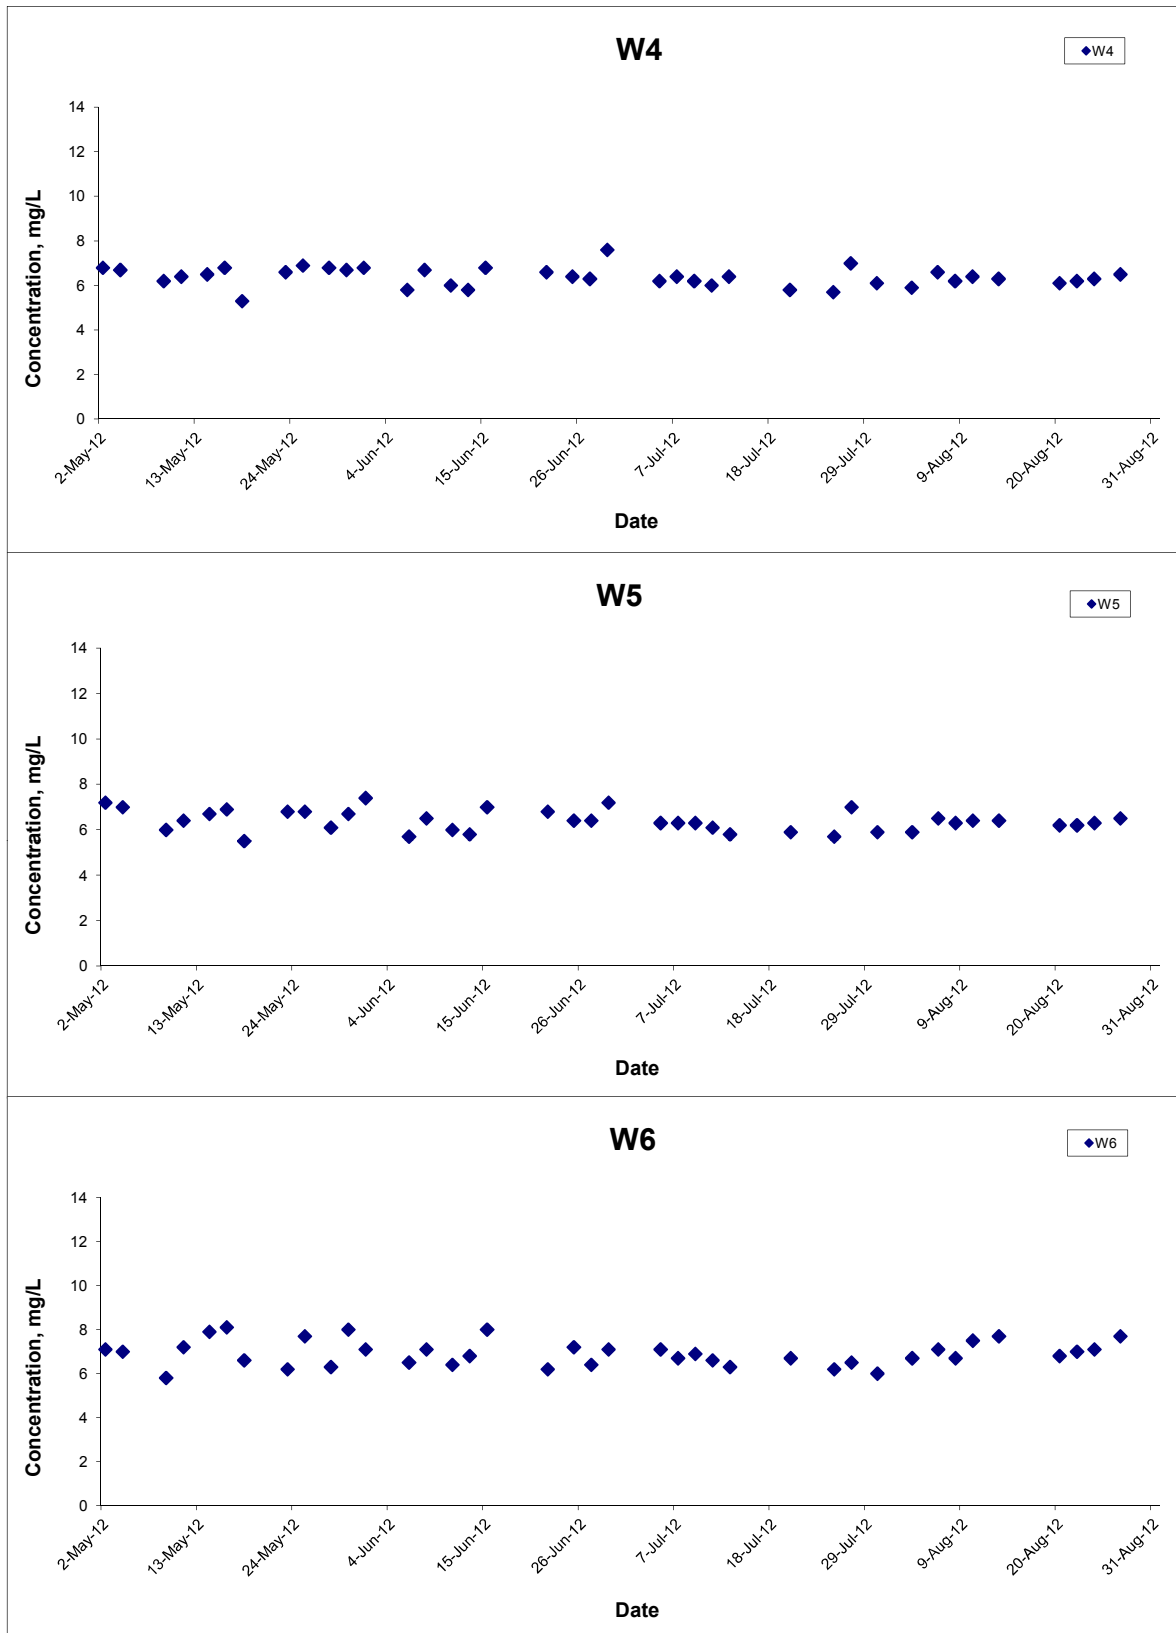 W4
W4
14
12
10
8
6
4
2
0
Concentration, mg/L
2-May-12 13-May-12 24-May-12 4-Jun-12 15-Jun-12 26-Jun-12 7-Jul-12 18-Jul-12 29-Jul-12 9-Aug-12 20-Aug-12 31-Aug-12
Date
W5
W5
14
12
10
8
6
4
2
0
Concentration, mg/L
2-May-12 13-May-12 24-May-12 4-Jun-12 15-Jun-12 26-Jun-12 7-Jul-12 18-Jul-12 29-Jul-12 9-Aug-12 20-Aug-12 31-Aug-12
Date
W6
W6
14
12
10
8
6
4
2
0
Concentration, mg/L
2-May-12 13-May-12 24-May-12 4-Jun-12 15-Jun-12 26-Jun-12 7-Jul-12 18-Jul-12 29-Jul-12 9-Aug-12 20-Aug-12 31-Aug-12
Date